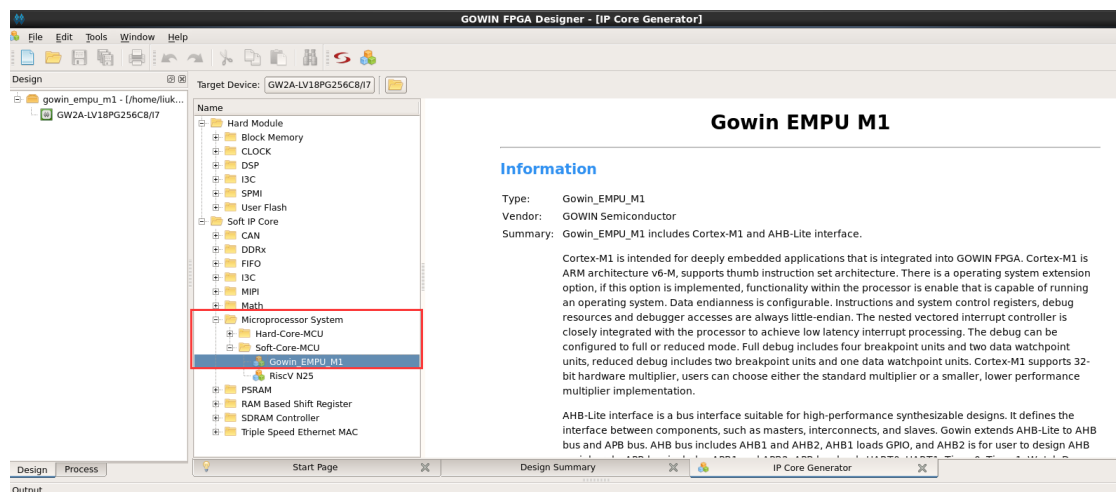 GOWIN FPGA Designer - [IP Core Generator]
File Edit Tools Window Help
Design
Target Device: GW2A-LV18PG256C8/I7
gowin_empu_m1 - [/home/liuk...
GW2A-LV18PG256C8/I7
Name
Hard Module
Block Memory
CLOCK
DSP
I3C
SPMI
User Flash
Soft IP Core
CAN
DDRx
FIFO
I3C
MIPI
Math
Microprocessor System
Hard-Core-MCU
Soft-Core-MCU
Gowin_EMPU_M1
RiscV N25
PSRAM
RAM Based Shift Register
SDRAM Controller
Triple Speed Ethernet MAC
Gowin EMPU M1
Information
Type: Gowin_EMPU_M1
Vendor: GOWIN Semiconductor
Summary: Gowin_EMPU_M1 includes Cortex-M1 and AHB-Lite interface.
Cortex-M1 is intended for deeply embedded applications that is integrated into GOWIN FPGA. Cortex-M1 is
ARM architecture v6-M, supports thumb instruction set architecture. There is a operating system extension
option, if this option is implemented, functionality within the processor is enable that is capable of running
an operating system. Data endianness is configurable. Instructions and system control registers, debug
resources and debugger accesses are always little-endian. The nested vectored interrupt controller is
closely integrated with the processor to achieve low latency interrupt processing. The debug can be
configured to full or reduced mode. Full debug includes four breakpoint units and two data watchpoint
units, reduced debug includes two breakpoint units and one data watchpoint units. Cortex-M1 supports 32-
bit hardware multiplier, users can choose either the standard multiplier or a smaller, lower performance
multiplier implementation.
AHB-Lite interface is a bus interface suitable for high-performance synthesizable designs. It defines the
interface between components, such as masters, interconnects, and slaves. Gowin extends AHB-Lite to AHB
bus and APB bus. AHB bus includes AHB1 and AHB2, AHB1 loads GPIO, and AHB2 is for user to design AHB
Design Process
Start Page
Design Summary
IP Core Generator
Output